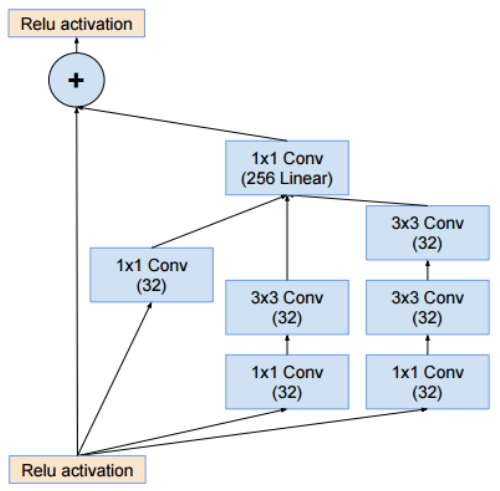 Relu activation
+
1x1 Conv
(256 Linear)
3x3 Conv
(32)
1x1 Conv
(32)
3x3 Conv
(32)
3x3 Conv
(32)
1x1 Conv
(32)
1x1 Conv
(32)
Relu activation